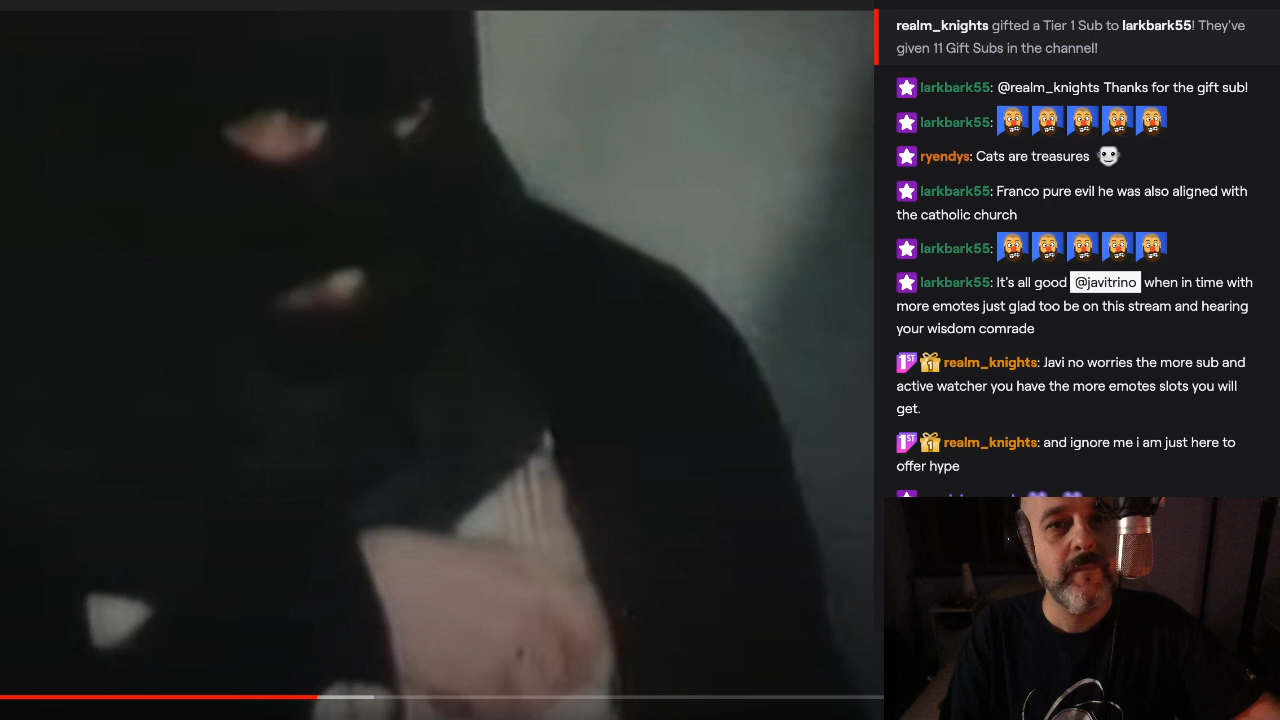 realm_knights gifted a Tier 1 Sub to larkbark55! They've
given 11 Gift Subs in the channel!
larkbark55: @realm_knights Thanks for the gift sub!
larkbark55:
ryendys: Cats are treasures
larkbark55: Franco pure evil he was also aligned with
the catholic church
larkbark55:
larkbark55: It's all good @javitrino when in time with
more emotes just glad too be on this stream and hearing
your wisdom comrade
1ST 1 realm_knights: Javi no worries the more sub and
active watcher you have the more emotes slots you will
get.
1ST 1 realm_knights: and ignore me i am just here to
offer hype